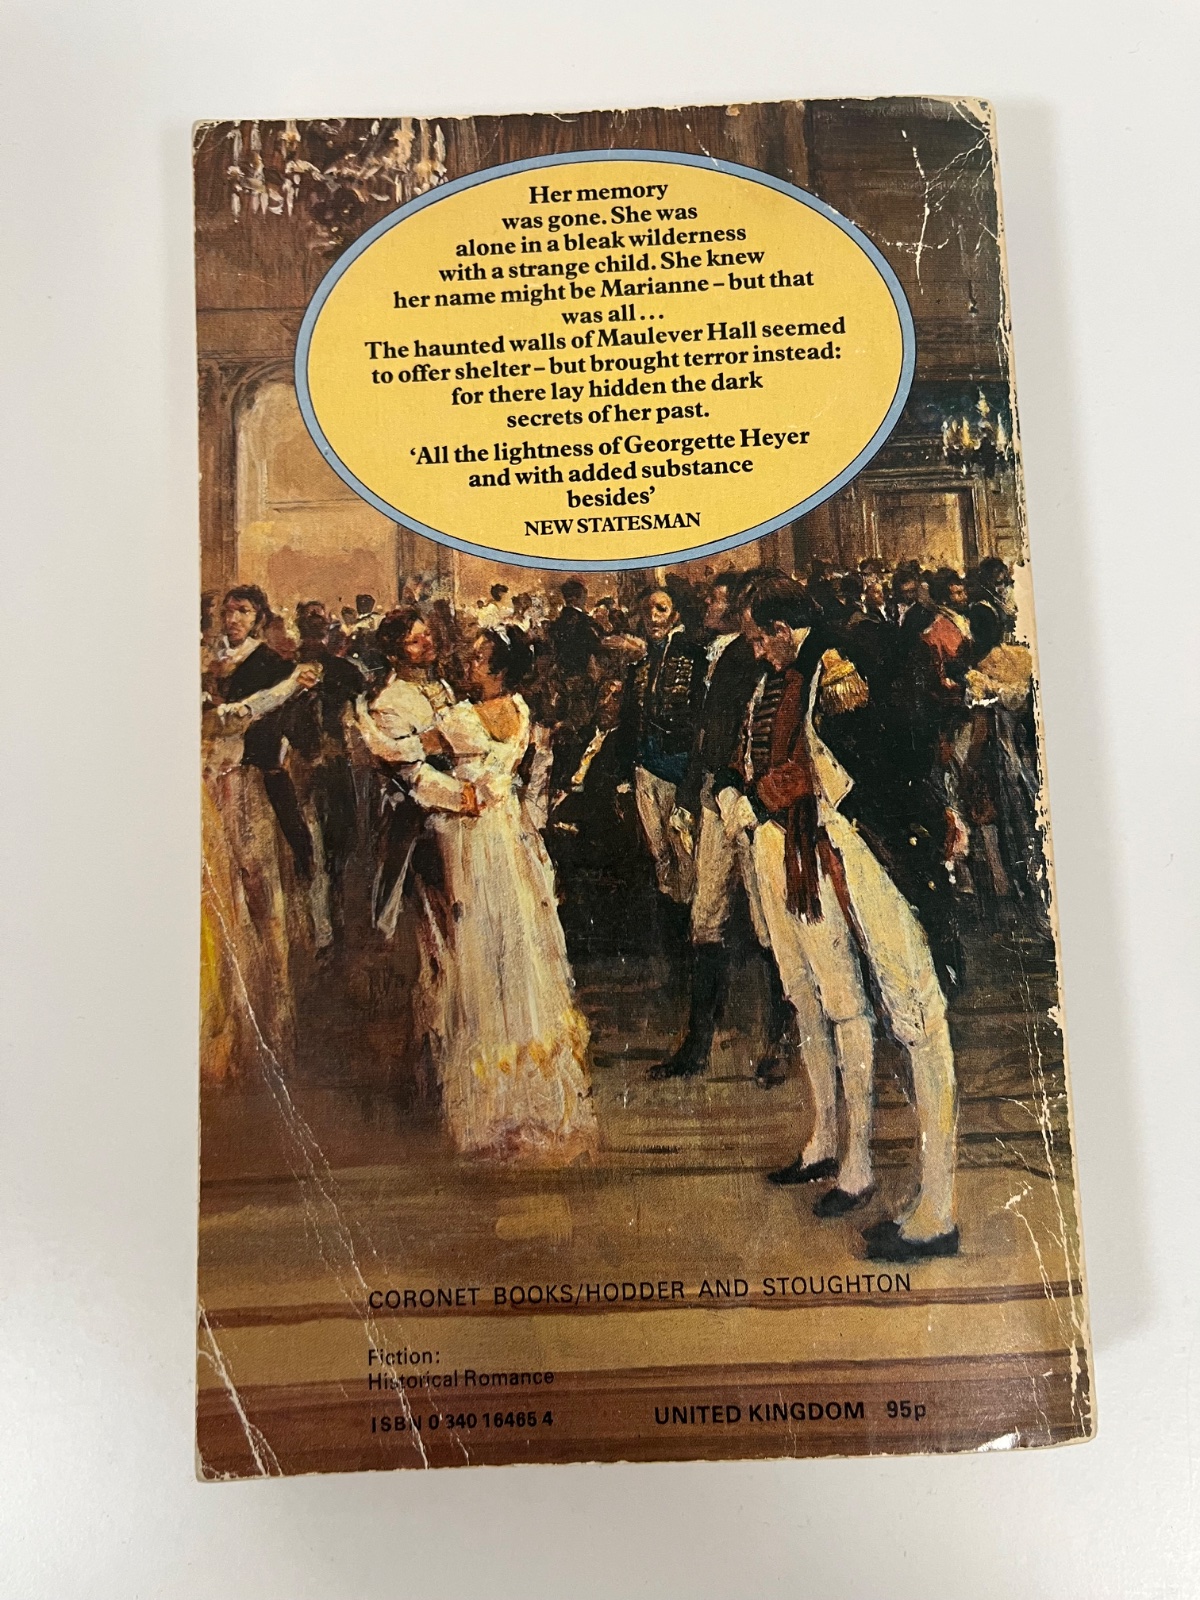 Her memory
was gone. She was
alone in a bleak wilderness
with a strange child. She knew
her name might be Marianne – but that
was all...
The haunted walls of Maulever Hall seemed
to offer shelter – but brought terror instead:
for there lay hidden the dark
secrets of her past.
‘All the lightness of Georgette Heyer
and with added substance
besides’
NEW STATESMAN
CORONET BOOKS/HODDER AND STOUGHTON
Fiction:
Historical Romance
ISBN 0 340 16465 4
UNITED KINGDOM 95p